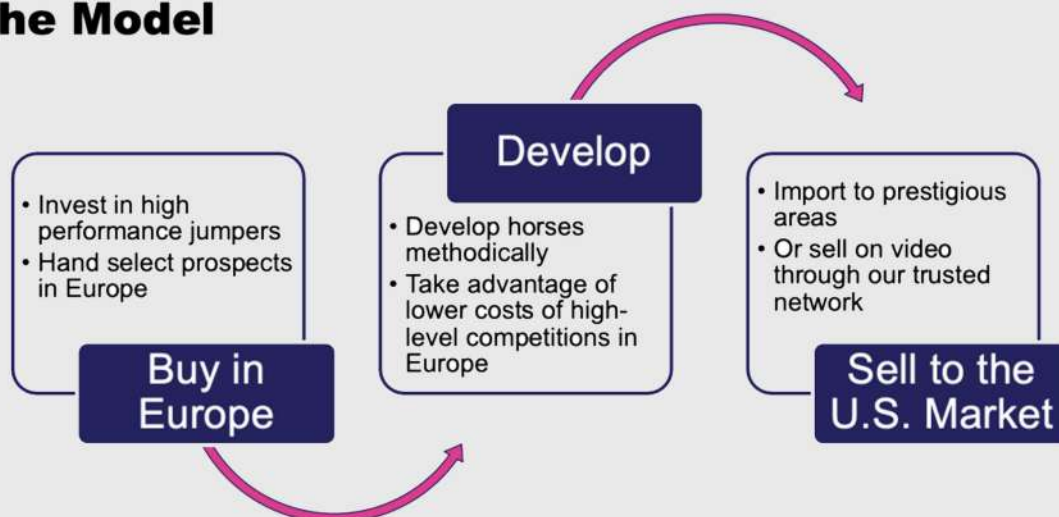 he Model
• Invest in high
performance jumpers
• Hand select prospects
in Europe
Buy in
Europe
Develop
• Develop horses
methodically
• Take advantage of
lower costs of high-
level competitions in
Europe
• Import to prestigious
areas
• Or sell on video
through our trusted
network
Sell to the
U.S. Market